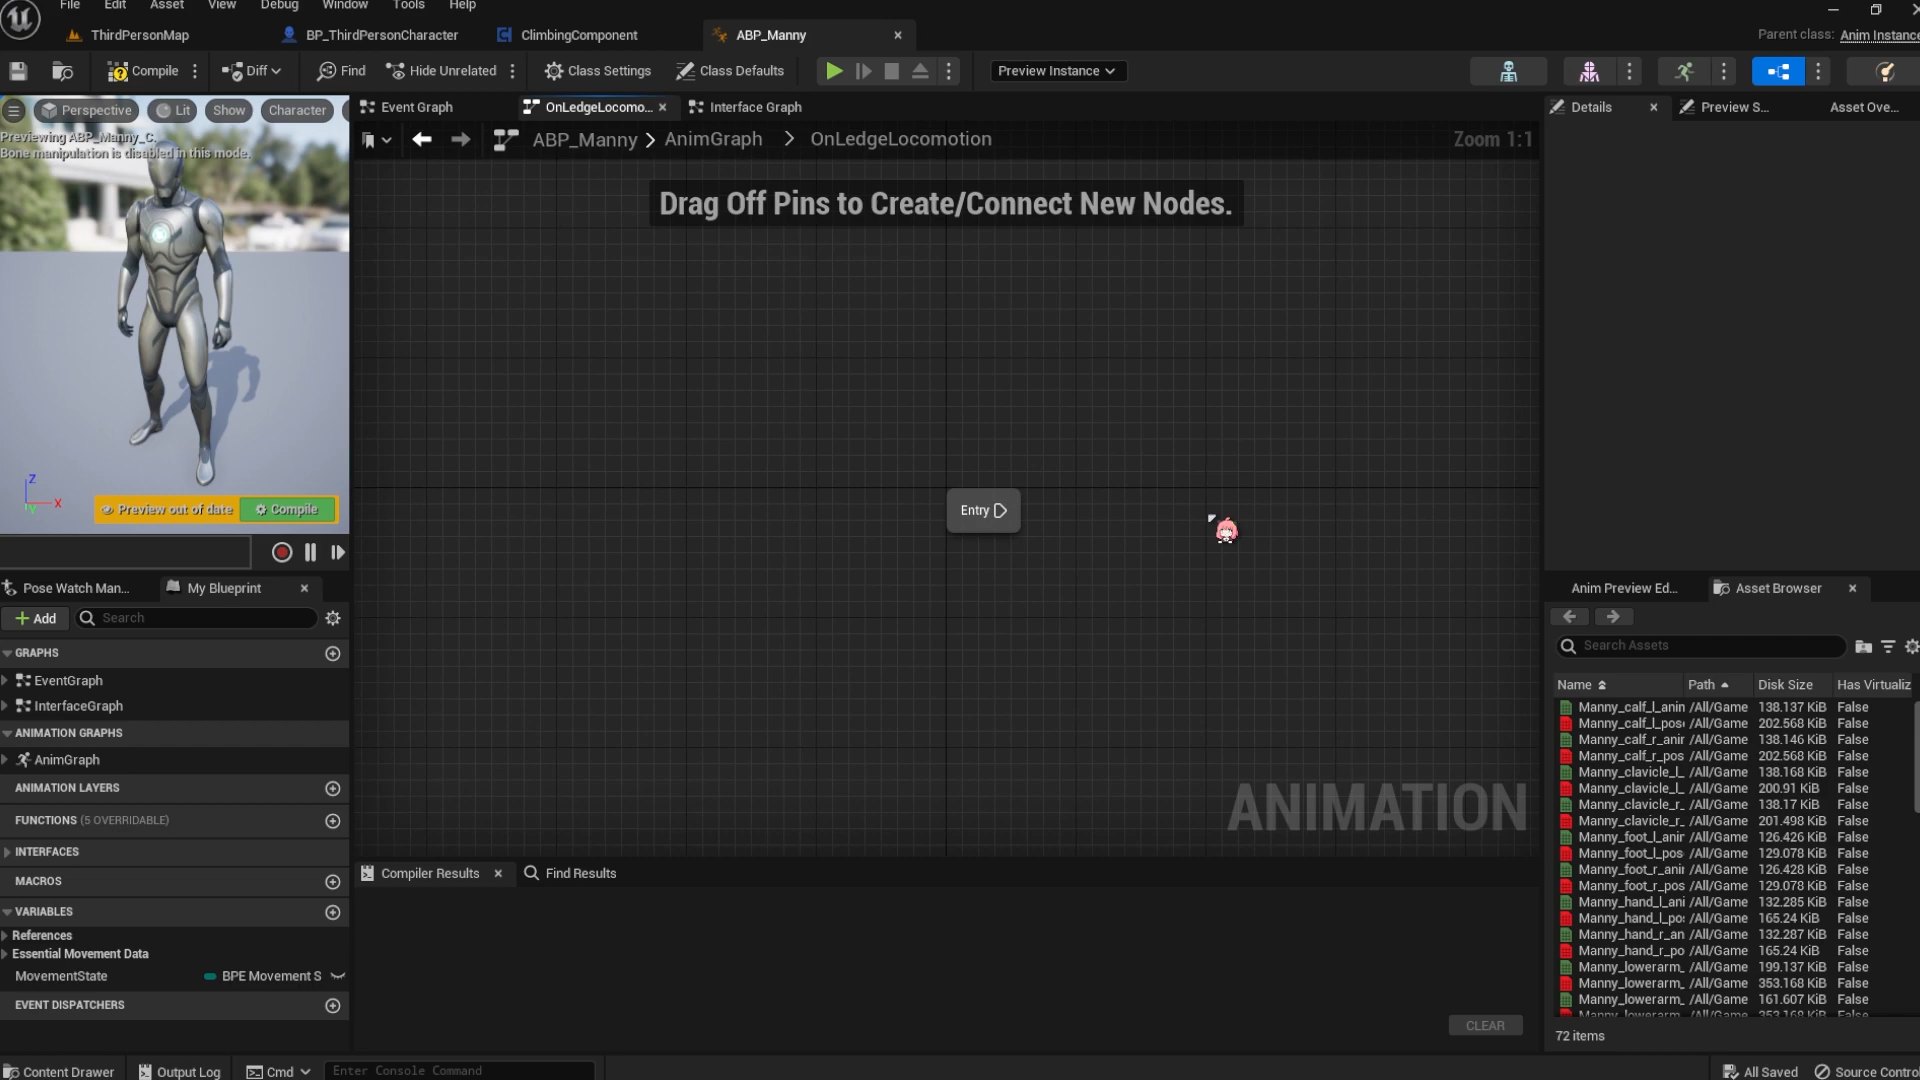 File Edit Asset View Debug Window Tools Help
ThirdPersonMap
BP_ThirdPersonCharacter
ClimbingComponent
ABP_Manny
Parent class: Anim Instance
Compile
Diff
Find
Hide Unrelated
Class Settings
Class Defaults
Preview Instance
Perspective
Lit
Show
Character
Previewing ABP_Manny_C.
Bone manipulation is disabled in this mode.
Event Graph
OnLedgeLocomo...
Interface Graph
Details
Preview S...
Asset Ove...
ABP_Manny > AnimGraph > OnLedgeLocomotion
Zoom 1:1
Drag Off Pins to Create/Connect New Nodes.
Entry
Z
X
Y
Preview out of date
Compile
ANIMATION
Pose Watch Man...
My Blueprint
Add
Search
GRAPHS
EventGraph
InterfaceGraph
ANIMATION GRAPHS
AnimGraph
ANIMATION LAYERS
FUNCTIONS (5 OVERRIDABLE)
INTERFACES
MACROS
VARIABLES
References
Essential Movement Data
MovementState BPE Movement S
EVENT DISPATCHERS
Compiler Results
Find Results
CLEAR
Anim Preview Ed...
Asset Browser
Search Assets
Name Path Disk Size Has Virtualiz
Manny_calf_l_anin /All/Game 138.137 KiB False
Manny_calf_l_pose /All/Game 202.568 KiB False
Manny_calf_r_anir /All/Game 138.146 KiB False
Manny_calf_r_pos /All/Game 202.568 KiB False
Manny_clavicle_l_ /All/Game 138.168 KiB False
Manny_clavicle_l_ /All/Game 200.91 KiB False
Manny_clavicle_r_ /All/Game 138.17 KiB False
Manny_clavicle_r_ /All/Game 201.498 KiB False
Manny_foot_l_anir /All/Game 126.426 KiB False
Manny_foot_l_pos /All/Game 129.078 KiB False
Manny_foot_r_anir /All/Game 126.428 KiB False
Manny_foot_r_pos /All/Game 129.078 KiB False
Manny_hand_l_ani /All/Game 132.285 KiB False
Manny_hand_l_pos /All/Game 165.24 KiB False
Manny_hand_r_an /All/Game 132.287 KiB False
Manny_hand_r_po /All/Game 165.24 KiB False
Manny_lowerarm_ /All/Game 199.137 KiB False
Manny_lowerarm_ /All/Game 353.168 KiB False
Manny_lowerarm_ /All/Game 161.607 KiB False
Manny_lowerarm_ /All/Game 353.168 KiB False
72 items
Content Drawer
Output Log
Cmd
Enter Console Command
All Saved
Source Control